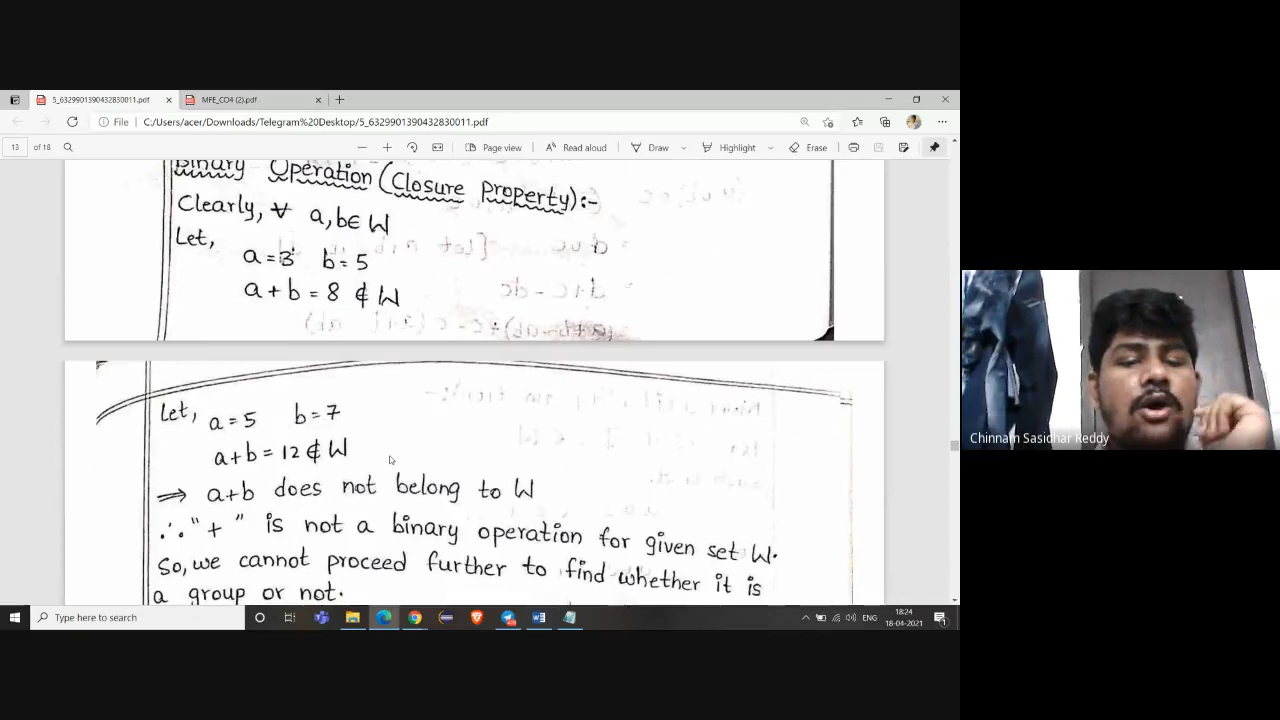 5_6329901390432830011.pdf
MFE_CO4 (2).pdf
File
C:/Users/acer/Downloads/Telegram%20Desktop/5_6329901390432830011.pdf
13 of 18
Page view
Read aloud
Draw
Highlight
Erase
Binary Operation (Closure Property):-
Clearly, ∀ a,b∈ W
Let,
a = 3 b = 5
a + b = 8 ∉ W
Let, a = 5 b = 7
a+b = 12 ∉ W
⟹ a+b does not belong to W
∴ "+" is not a binary operation for given set W.
So, we cannot proceed further to find whether it is
a group or not.
Chinnam Sasidhar Reddy
Type here to search
ENG
18:24
18-04-2021